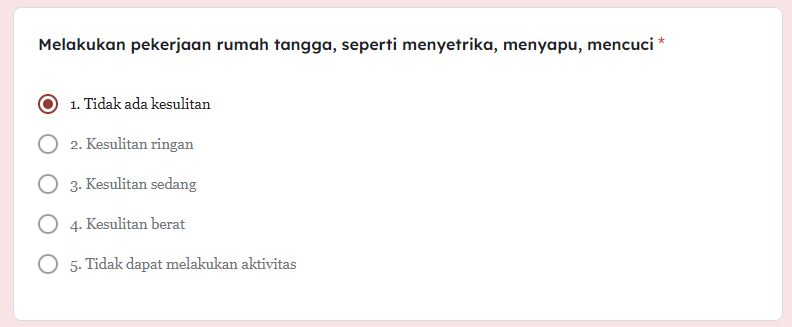 Melakukan pekerjaan rumah tangga, seperti menyetrika, menyapu, mencuci *
1. Tidak ada kesulitan
2. Kesulitan ringan
3. Kesulitan sedang
4. Kesulitan berat
5. Tidak dapat melakukan aktivitas